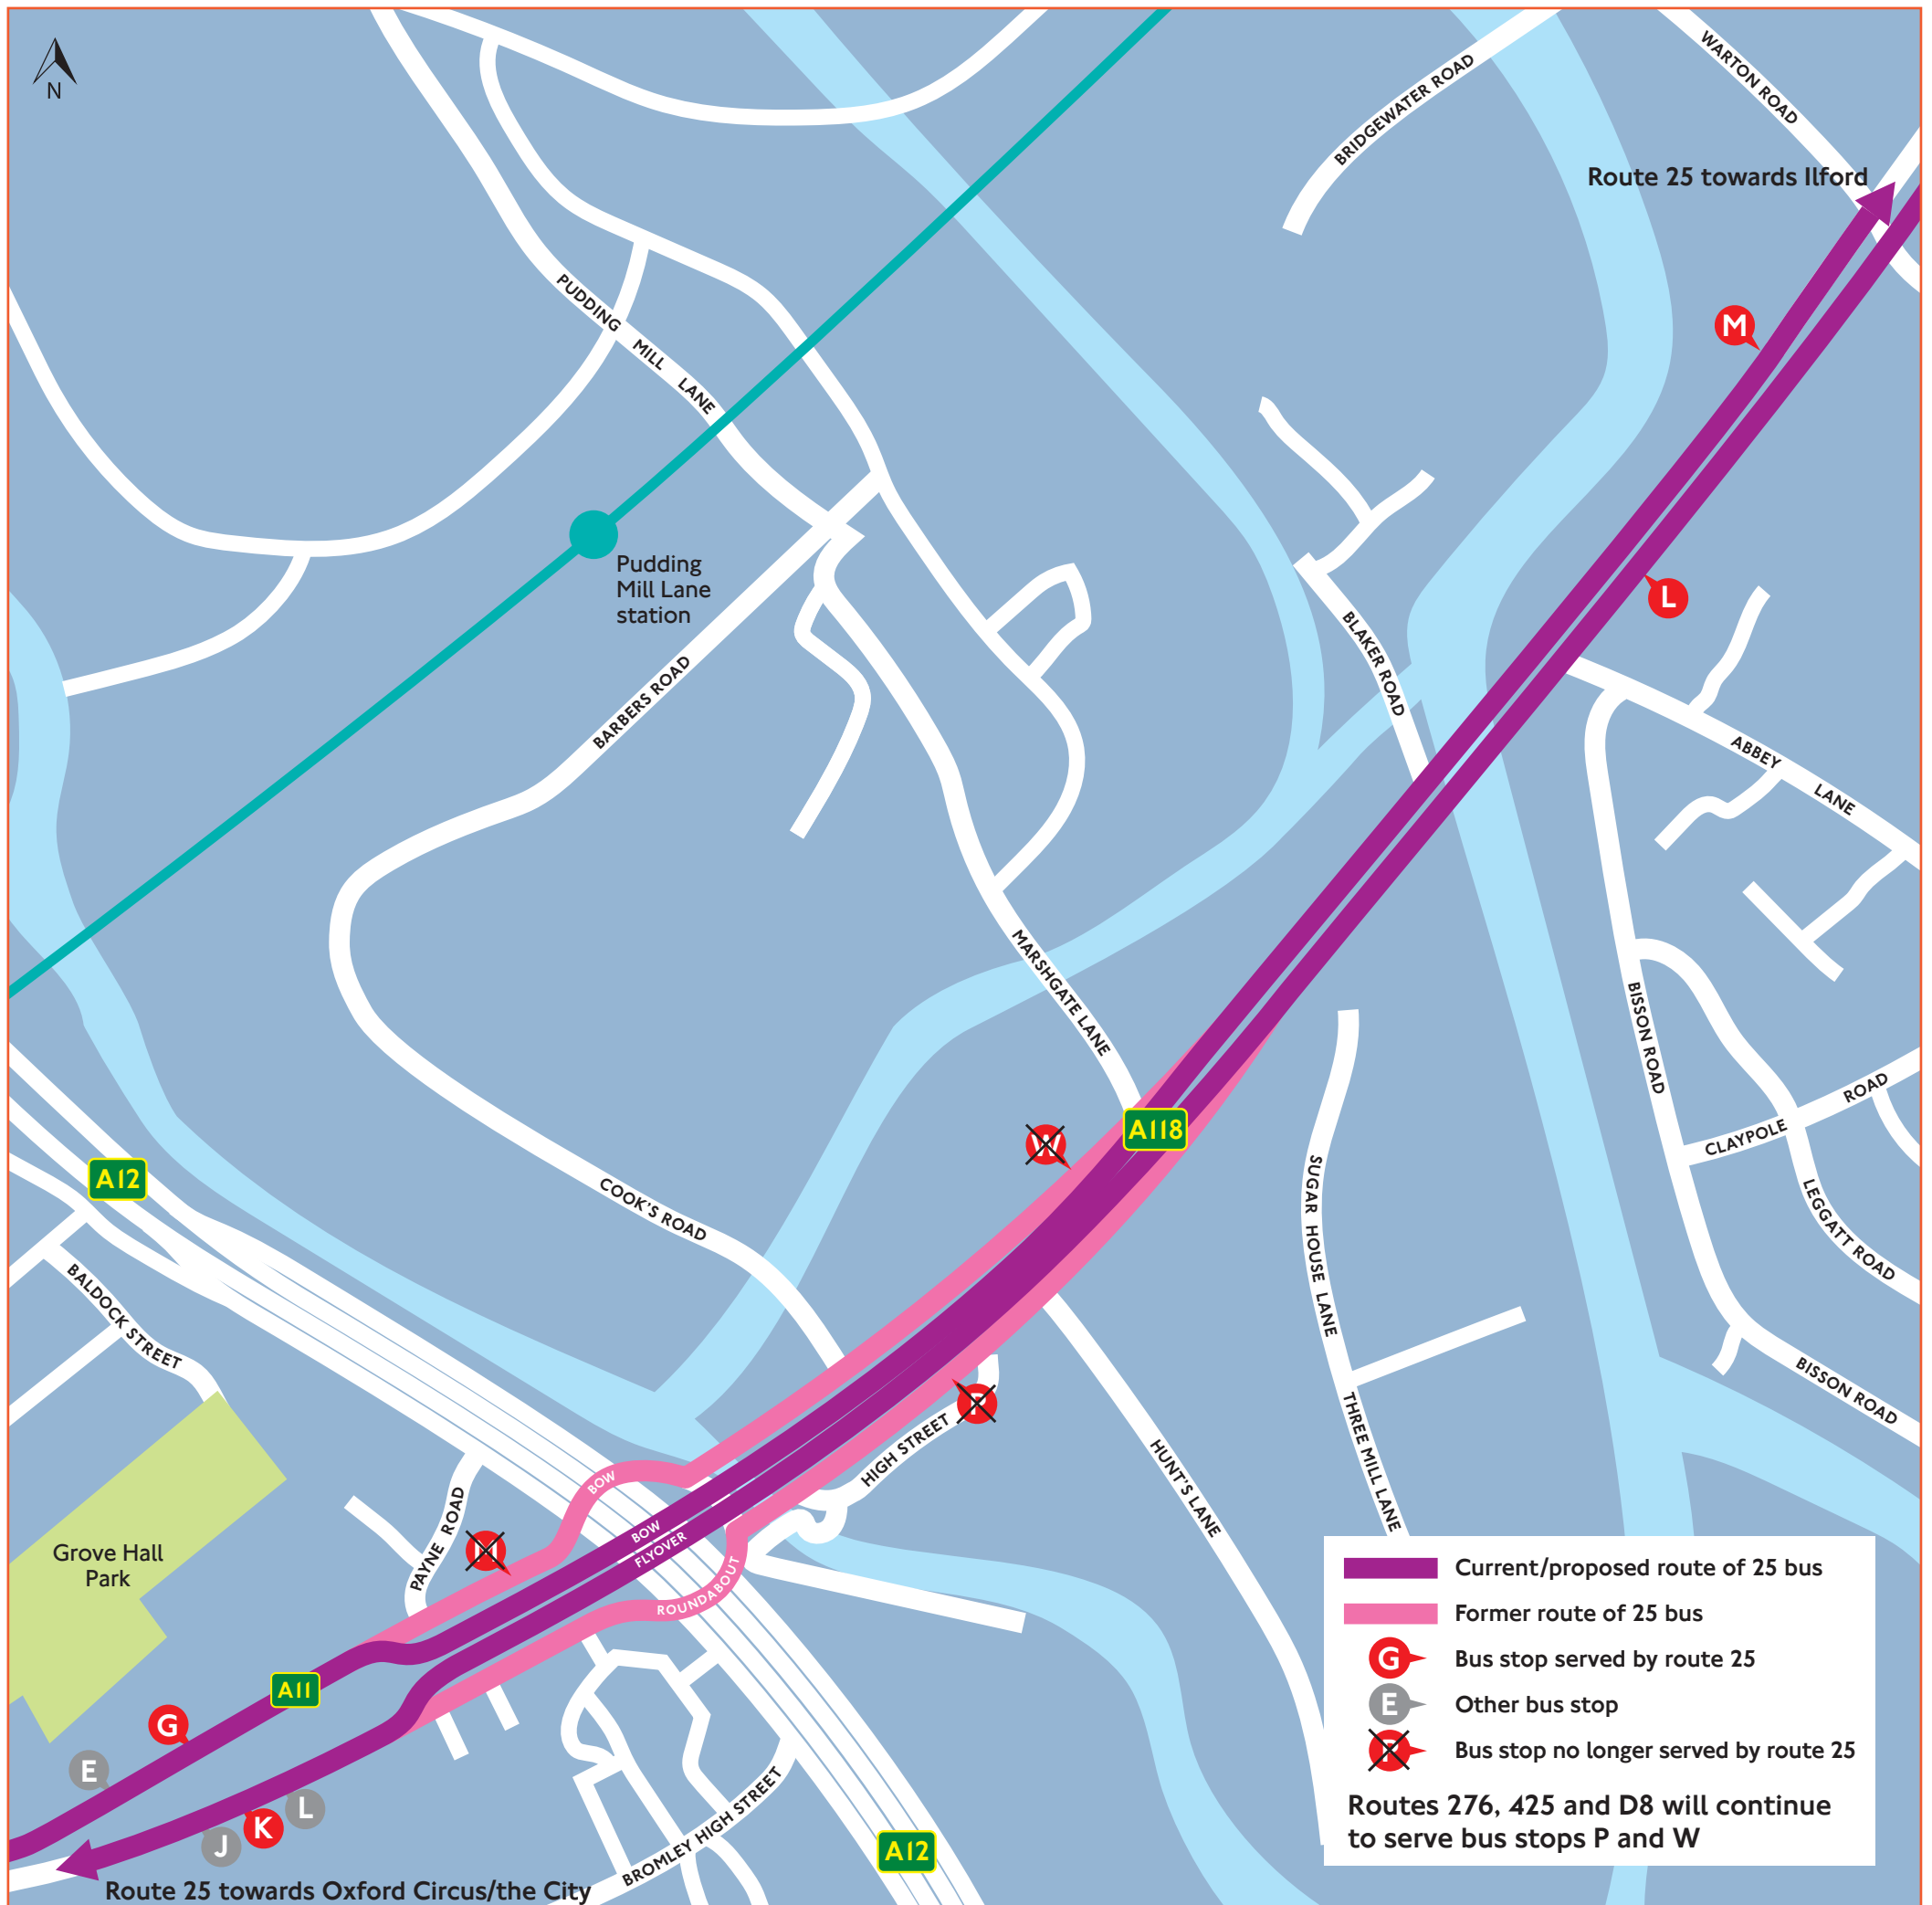 N
WARTON ROAD
BRIDGEWATER ROAD
Route 25 towards Ilford
M
PUDDING MILL LANE
Pudding
Mill Lane
station
L
BLAKER ROAD
BARBERS ROAD
ABBEY LANE
MARSHGATE LANE
BISSON ROAD
CLAYPOLE ROAD
W
A118
A12
COOK'S ROAD
SUGAR HOUSE LANE
LEGGATT ROAD
BALDOCK STREET
BISSON ROAD
P
HIGH STREET
THREE MILL LANE
HUNT'S LANE
BOW
BOW
FLYOVER
ROUNDABOUT
PAYNE ROAD
Grove Hall
Park
A11
G
E
L
K
J
BROMLEY HIGH STREET
A12
Route 25 towards Oxford Circus/the City
Current/proposed route of 25 bus
Former route of 25 bus
G Bus stop served by route 25
E Other bus stop
P Bus stop no longer served by route 25
Routes 276, 425 and D8 will continue
to serve bus stops P and W